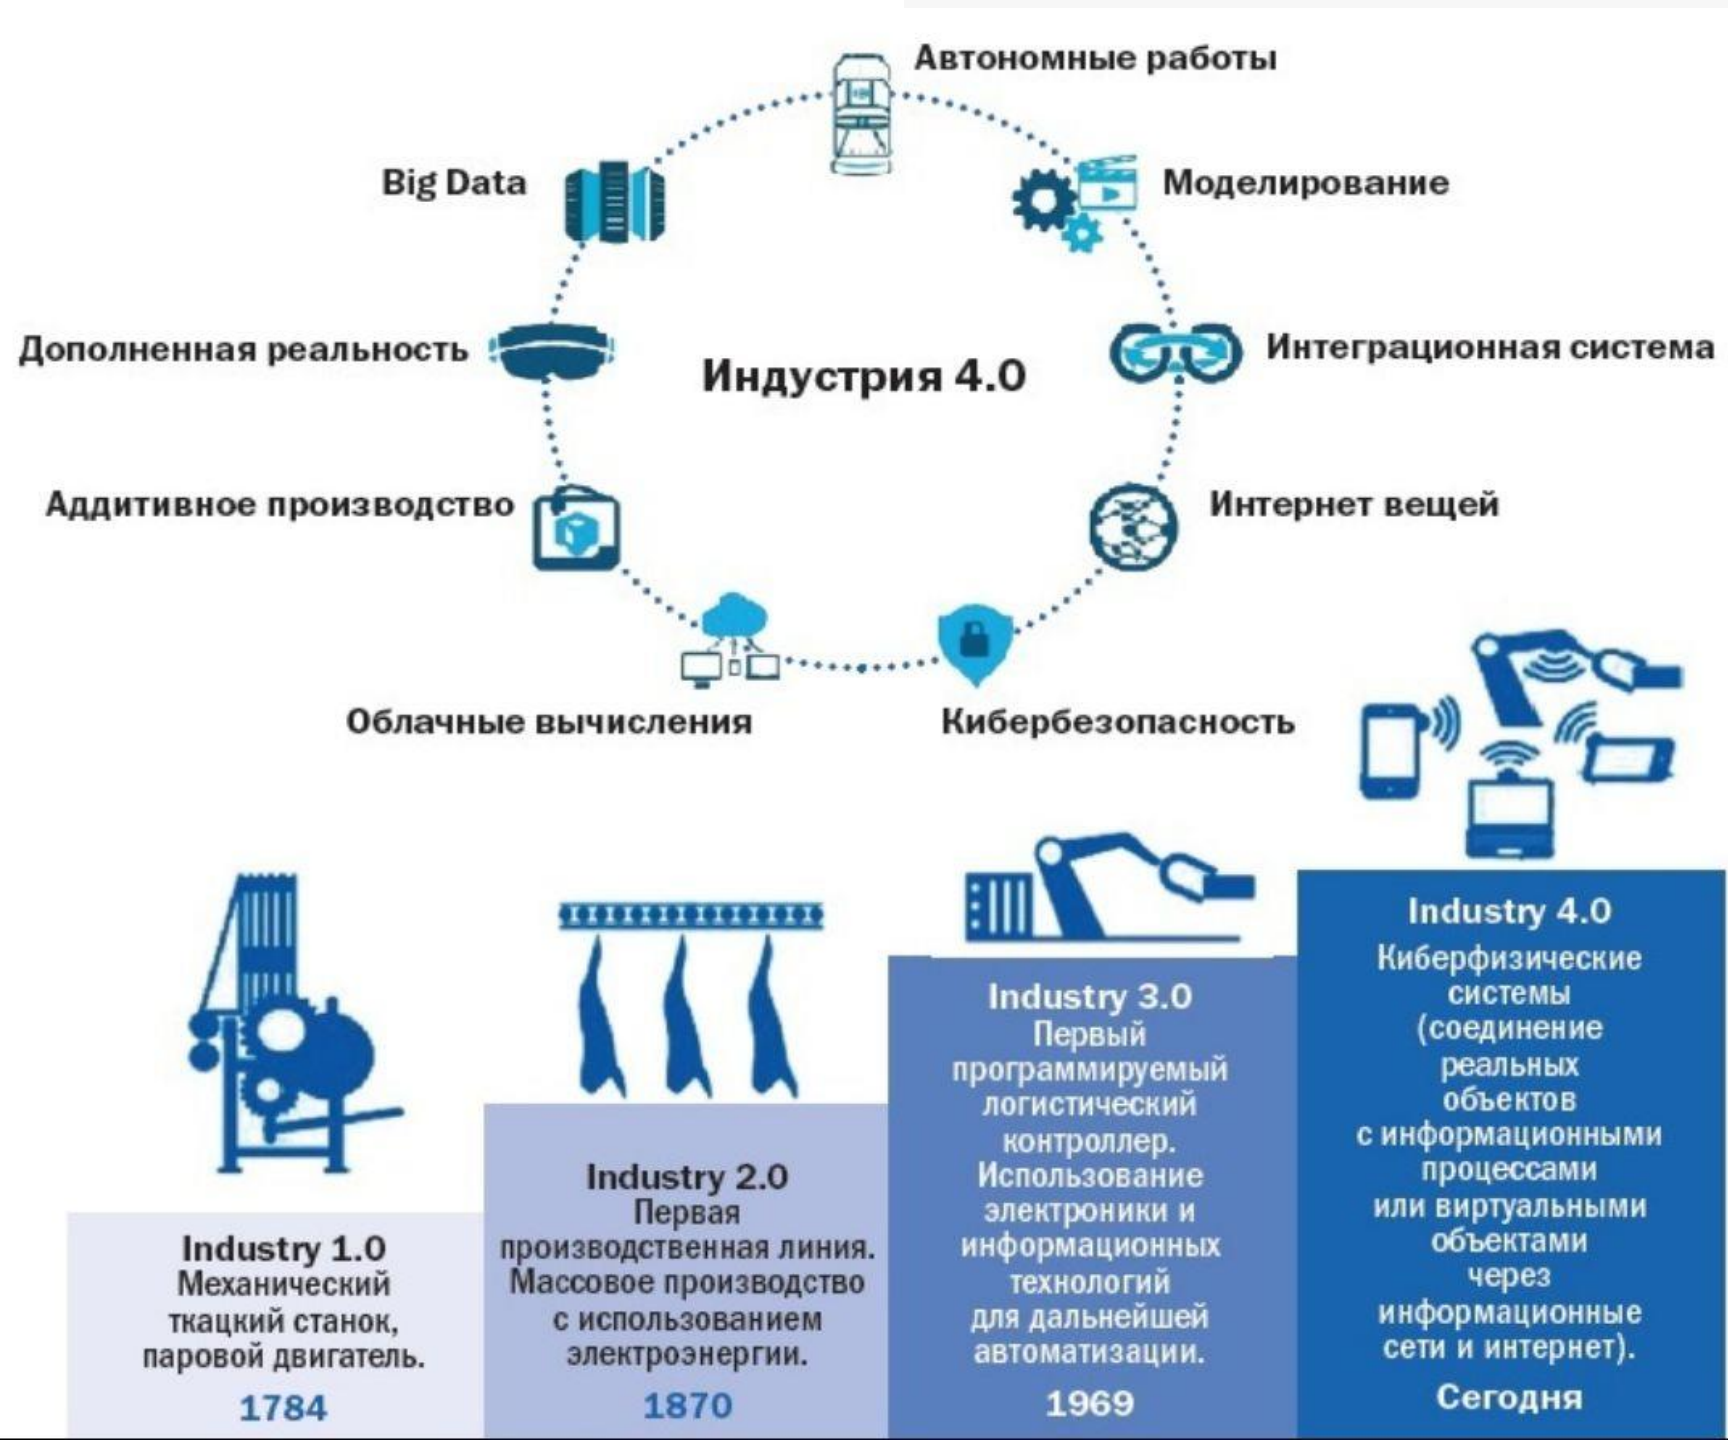 Автономные работы
Big Data
Моделирование
Дополненная реальность
Индустрия 4.0
Интеграционная система
Аддитивное производство
Интернет вещей
Облачные вычисления
Кибербезопасность
Industry 1.0
Механический
ткацкий станок,
паровой двигатель.
1784
Industry 2.0
Первая
производственная линия.
Массовое производство
с использованием
электроэнергии.
1870
Industry 3.0
Первый
программируемый
логистический
контроллер.
Использование
электроники и
информационных
технологий
для дальнейшей
автоматизации.
1969
Industry 4.0
Киберфизические
системы
(соединение
реальных
объектов
с информационными
процессами
или виртуальными
объектами
через
информационные
сети и интернет).
Сегодня